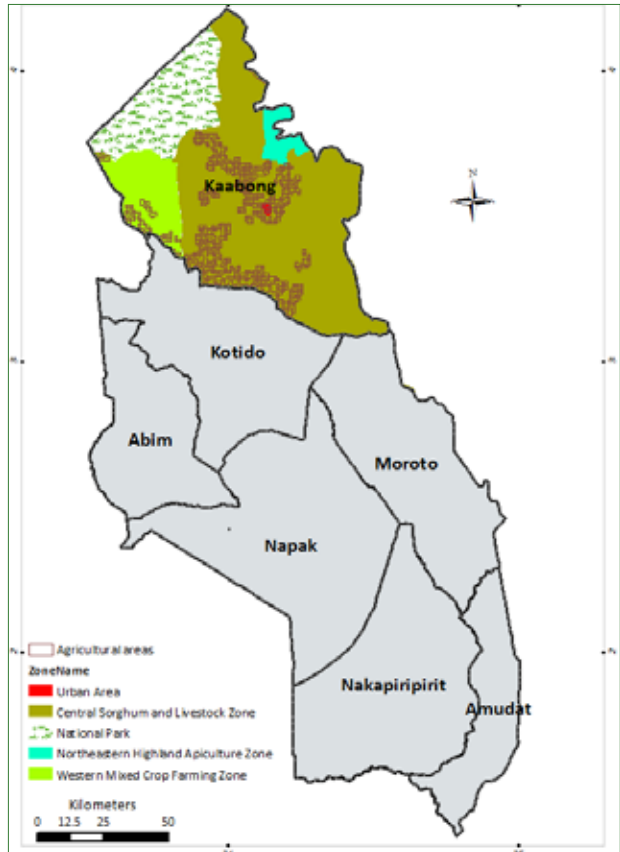 Kaabong
Kotido
Abim
Moroto
Napak
Nakapiripirit
Amudat
Agricultural areas
ZoneName
Urban Area
Central Sorghum and Livestock Zone
National Park
Northeastern Highland Apiculture Zone
Western Mixed Crop Farming Zone
Kilometers
0 12.5 25 50